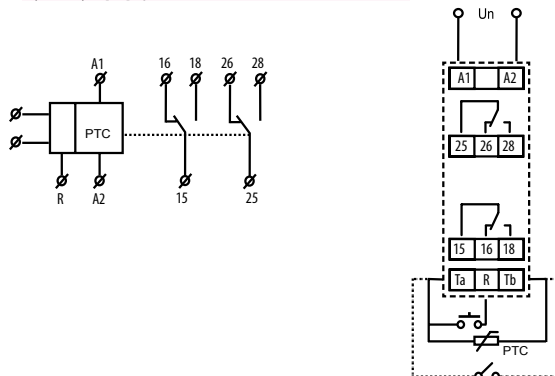 Un
A1 16 18 26 28
A1 A2
PTC
25 26 28
R A2 15 25
15 16 18
Ta R Tb
PTC